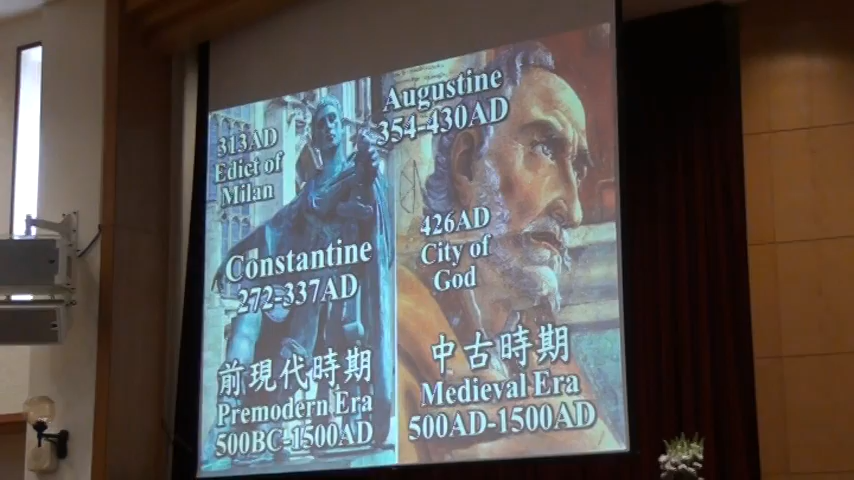 313AD
Edict of
Milan
Constantine
272-337AD
前現代時期
Premodern Era
500BC-1500AD
Augustine
354-430AD
426AD
City of
God
中古時期
Medieval Era
500AD-1500AD